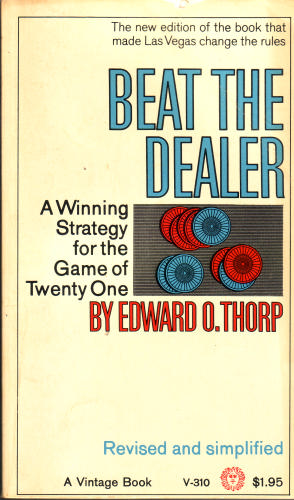 The new edition of the book that
made Las Vegas change the rules
BEAT THE
DEALER
A Winning
Strategy
for the
Game of
Twenty One
BY EDWARD O. THORP
Revised and simplified
A Vintage Book V-310 $1.95